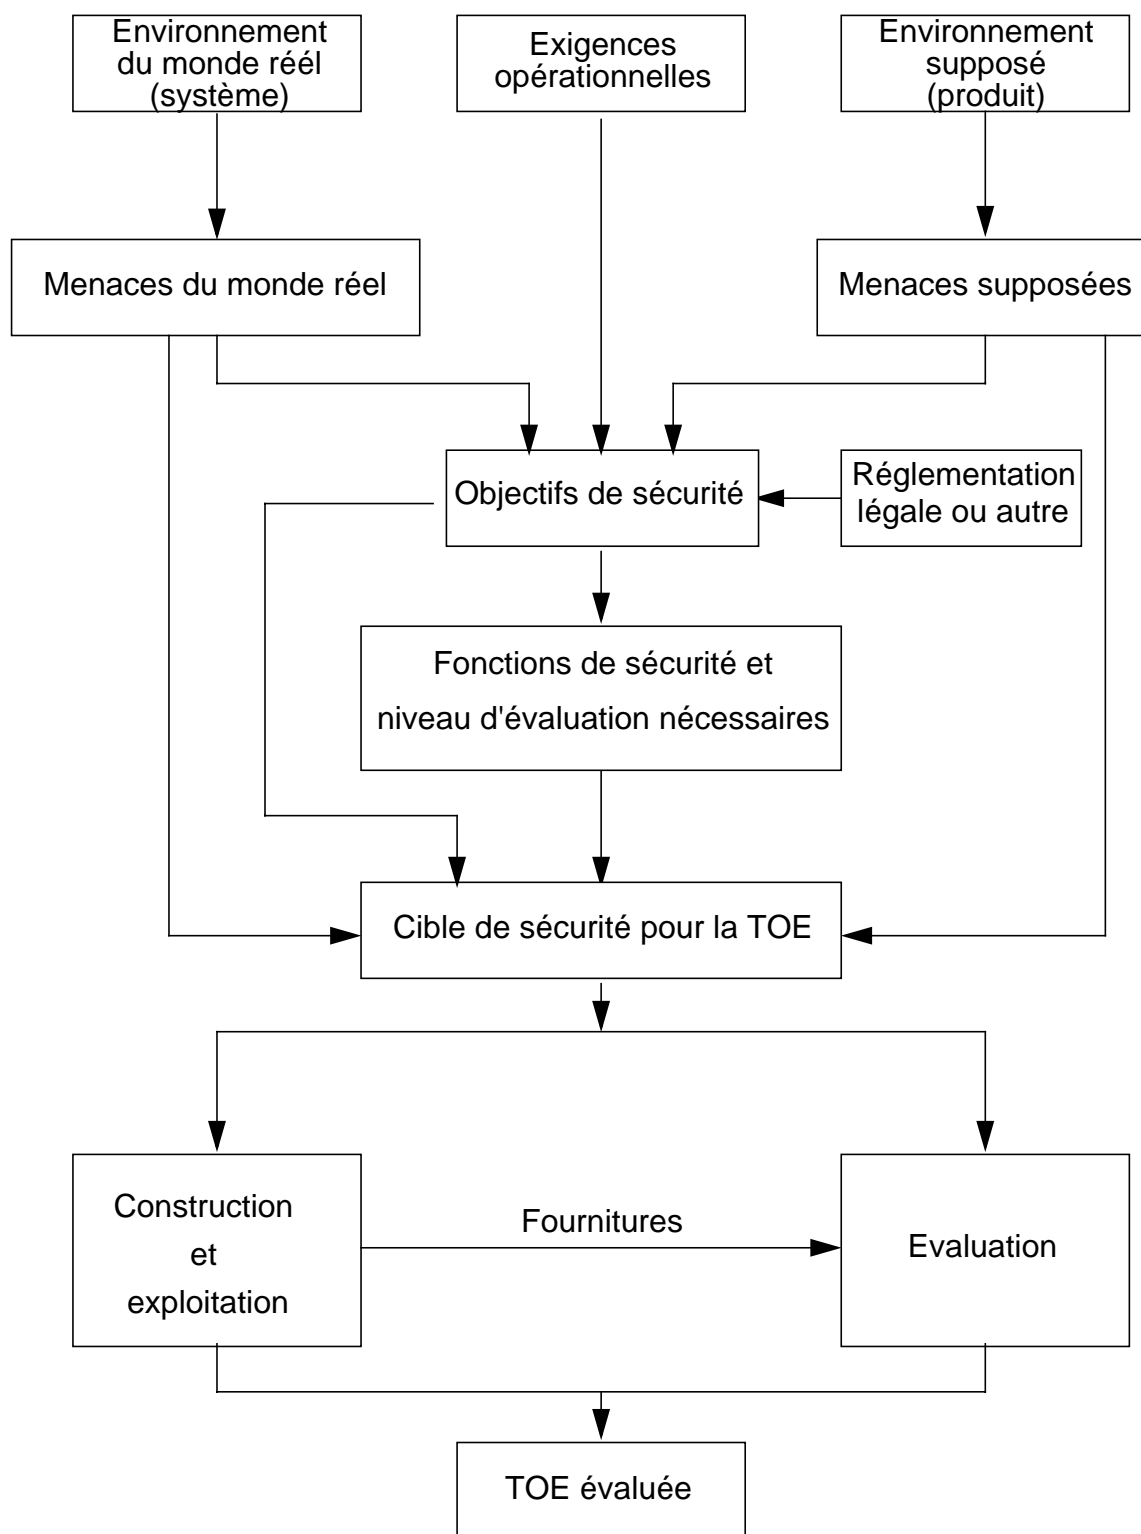 Environnement
du monde réél
(système)
Exigences
opérationnelles
Environnement
supposé
(produit)
Menaces du monde réel
Menaces supposées
Objectifs de sécurité
Réglementation
légale ou autre
Fonctions de sécurité et
niveau d'évaluation nécessaires
Cible de sécurité pour la TOE
Construction
et
exploitation
Fournitures
Evaluation
TOE évaluée